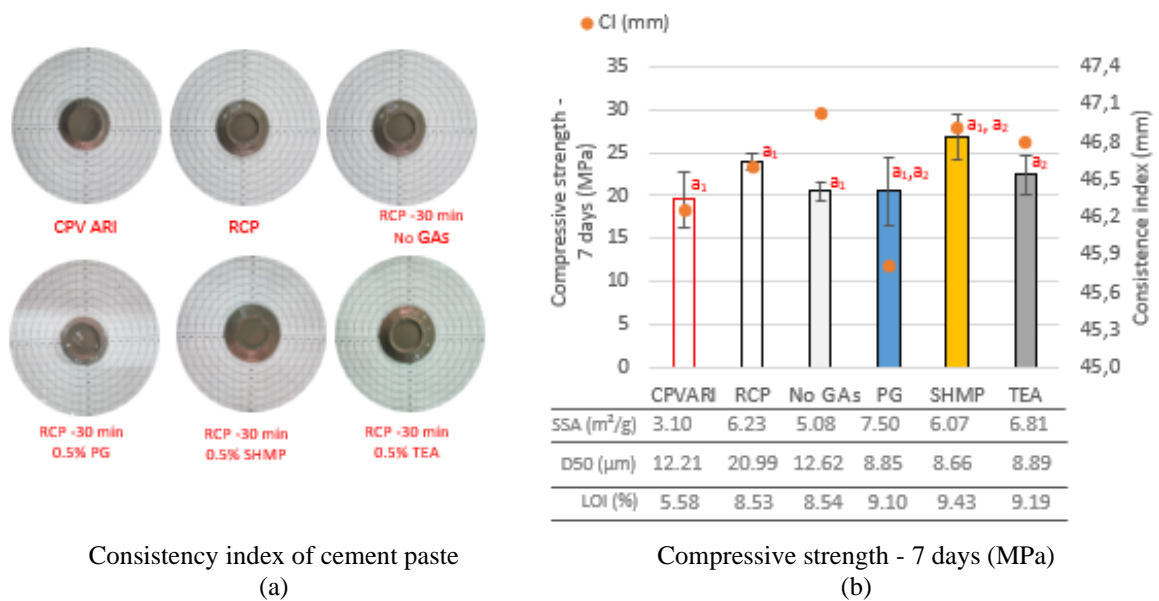 CPV ARI
RCP
RCP -30 min
No GAs
RCP -30 min
0.5% PG
RCP -30 min
0.5% SHMP
RCP -30 min
0.5% TEA
Consistency index of cement paste
(a)
CI (mm)
Compressive strength -
7 days (MPa)
35
30
25
20
15
10
5
0
a₁
a₁
a₁
a₁,a₂
a₁, a₂
a₂
47,4
47,1
46,8
46,5
46,2
45,9
45,6
45,3
45,0
Consistence index (mm)
CPVARI RCP No GAs PG SHMP TEA
SSA (m²/g) 3.10 6.23 5.08 7.50 6.07 6.81
D50 (µm) 12.21 20.99 12.62 8.85 8.66 8.89
LOI (%) 5.58 8.53 8.54 9.10 9.43 9.19
Compressive strength - 7 days (MPa)
(b)